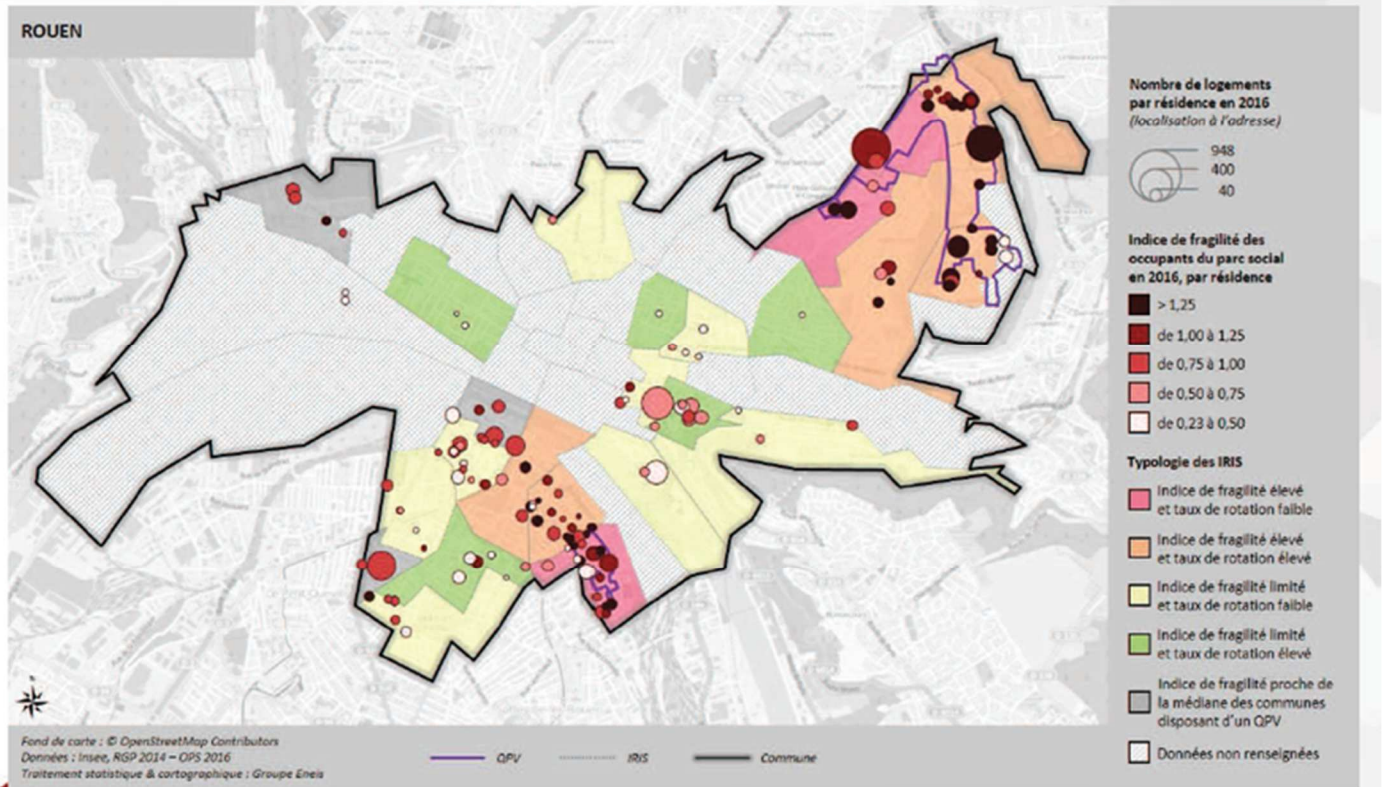 ROUEN
Nombre de logements
par résidence en 2016
(localisation à l'adresse)
948
400
40
Indice de fragilité des
occupants du parc social
en 2016, par résidence
> 1,25
de 1,00 à 1,25
de 0,75 à 1,00
de 0,50 à 0,75
de 0,23 à 0,50
Typologie des IRIS
Indice de fragilité élevé
et taux de rotation faible
Indice de fragilité élevé
et taux de rotation élevé
Indice de fragilité limité
et taux de rotation faible
Indice de fragilité limité
et taux de rotation élevé
Indice de fragilité proche de
la médiane des communes
disposant d'un QPV
Données non renseignées
Fond de carte : © OpenStreetMap Contributors
Données : Insee, RGP 2014 – OPS 2016
Traitement statistique & cartographique : Groupe Eneis
QPV
IRIS
Commune